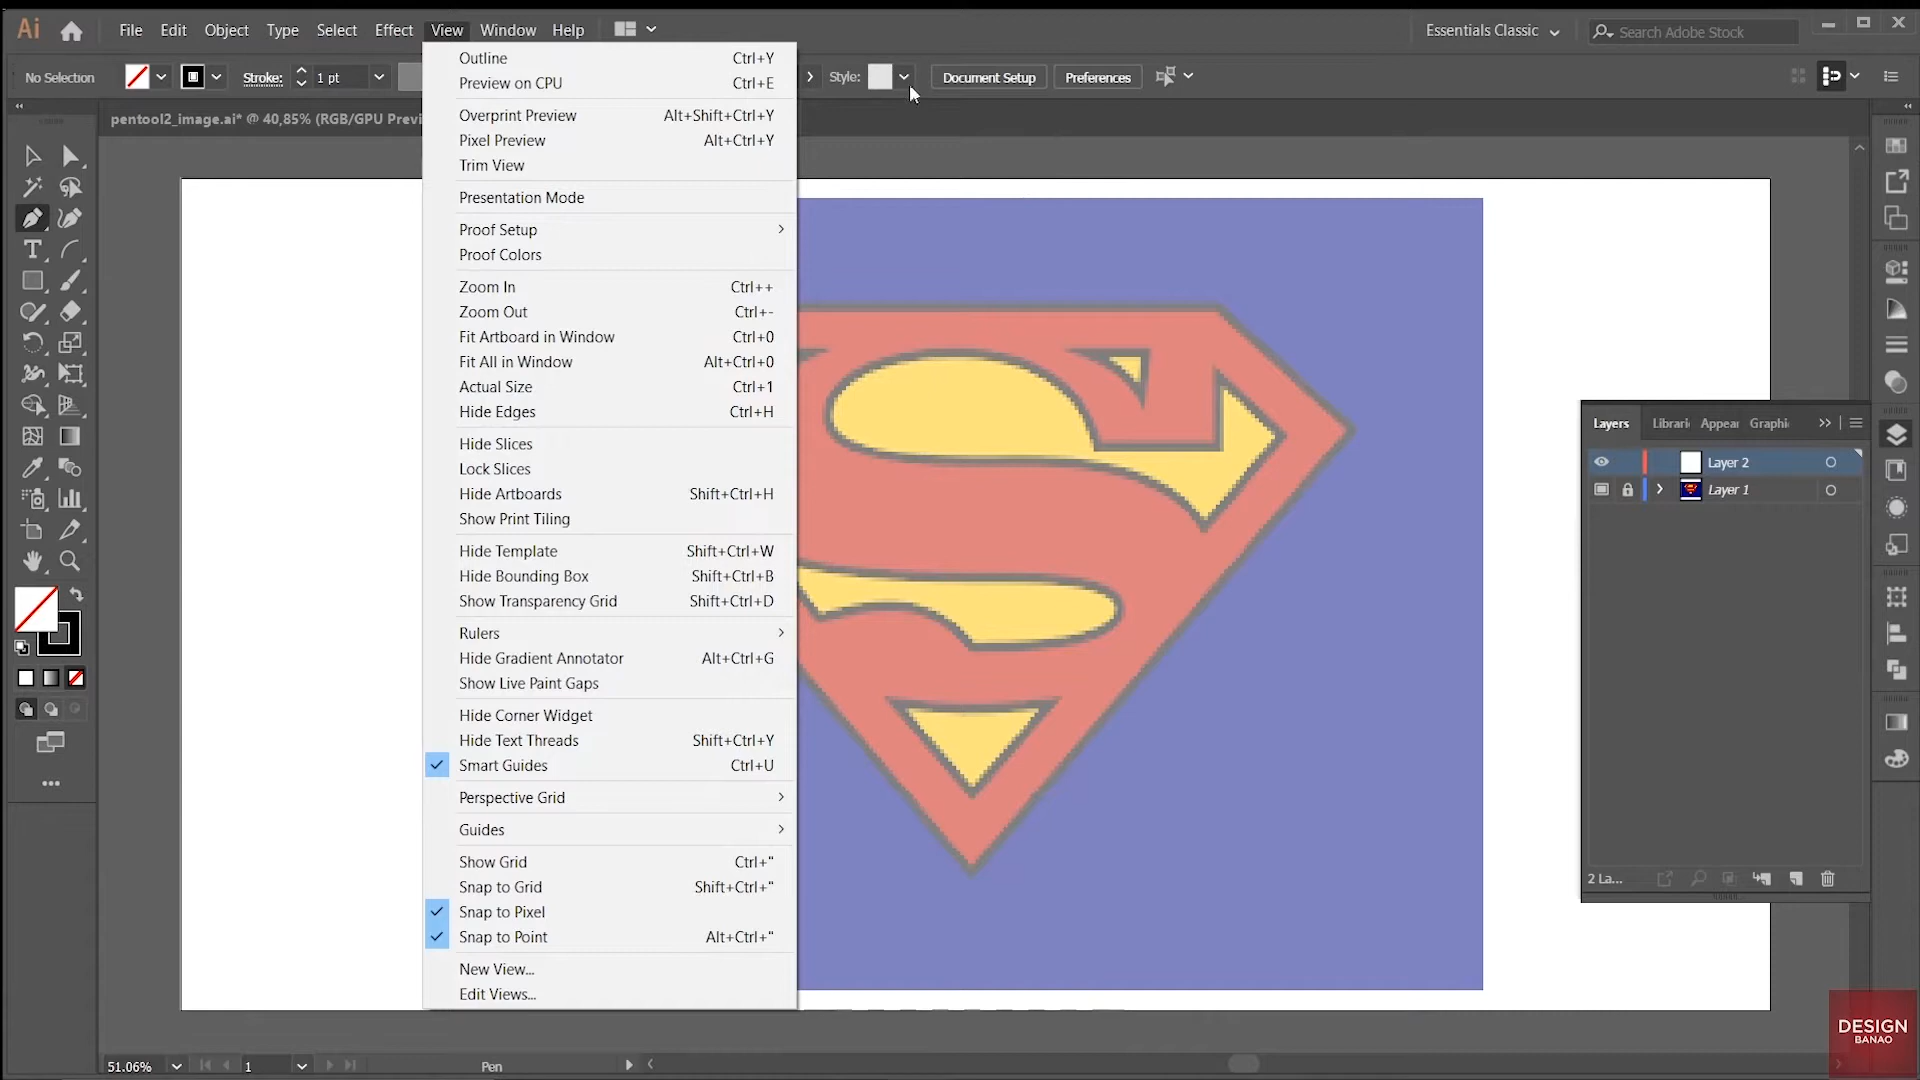 Ai File Edit Object Type Select Effect View Window Help Essentials Classic Search Adobe Stock
No Selection Stroke: 1 pt Style: Document Setup Preferences
pentool2_image.ai* @ 40,85% (RGB/GPU Previ
Outline Ctrl+Y
Preview on CPU Ctrl+E
Overprint Preview Alt+Shift+Ctrl+Y
Pixel Preview Alt+Ctrl+Y
Trim View
Presentation Mode
Proof Setup
Proof Colors
Zoom In Ctrl++
Zoom Out Ctrl+-
Fit Artboard in Window Ctrl+0
Fit All in Window Alt+Ctrl+0
Actual Size Ctrl+1
Hide Edges Ctrl+H
Hide Slices
Lock Slices
Hide Artboards Shift+Ctrl+H
Show Print Tiling
Hide Template Shift+Ctrl+W
Hide Bounding Box Shift+Ctrl+B
Show Transparency Grid Shift+Ctrl+D
Rulers
Hide Gradient Annotator Alt+Ctrl+G
Show Live Paint Gaps
Hide Corner Widget
Hide Text Threads Shift+Ctrl+Y
Smart Guides Ctrl+U
Perspective Grid
Guides
Show Grid Ctrl+"
Snap to Grid Shift+Ctrl+"
Snap to Pixel
Snap to Point Alt+Ctrl+"
New View...
Edit Views...
Layers Librari Appear Graphi
Layer 2
Layer 1
2 La...
DESIGN
BANAO
51.06% 1 Pen